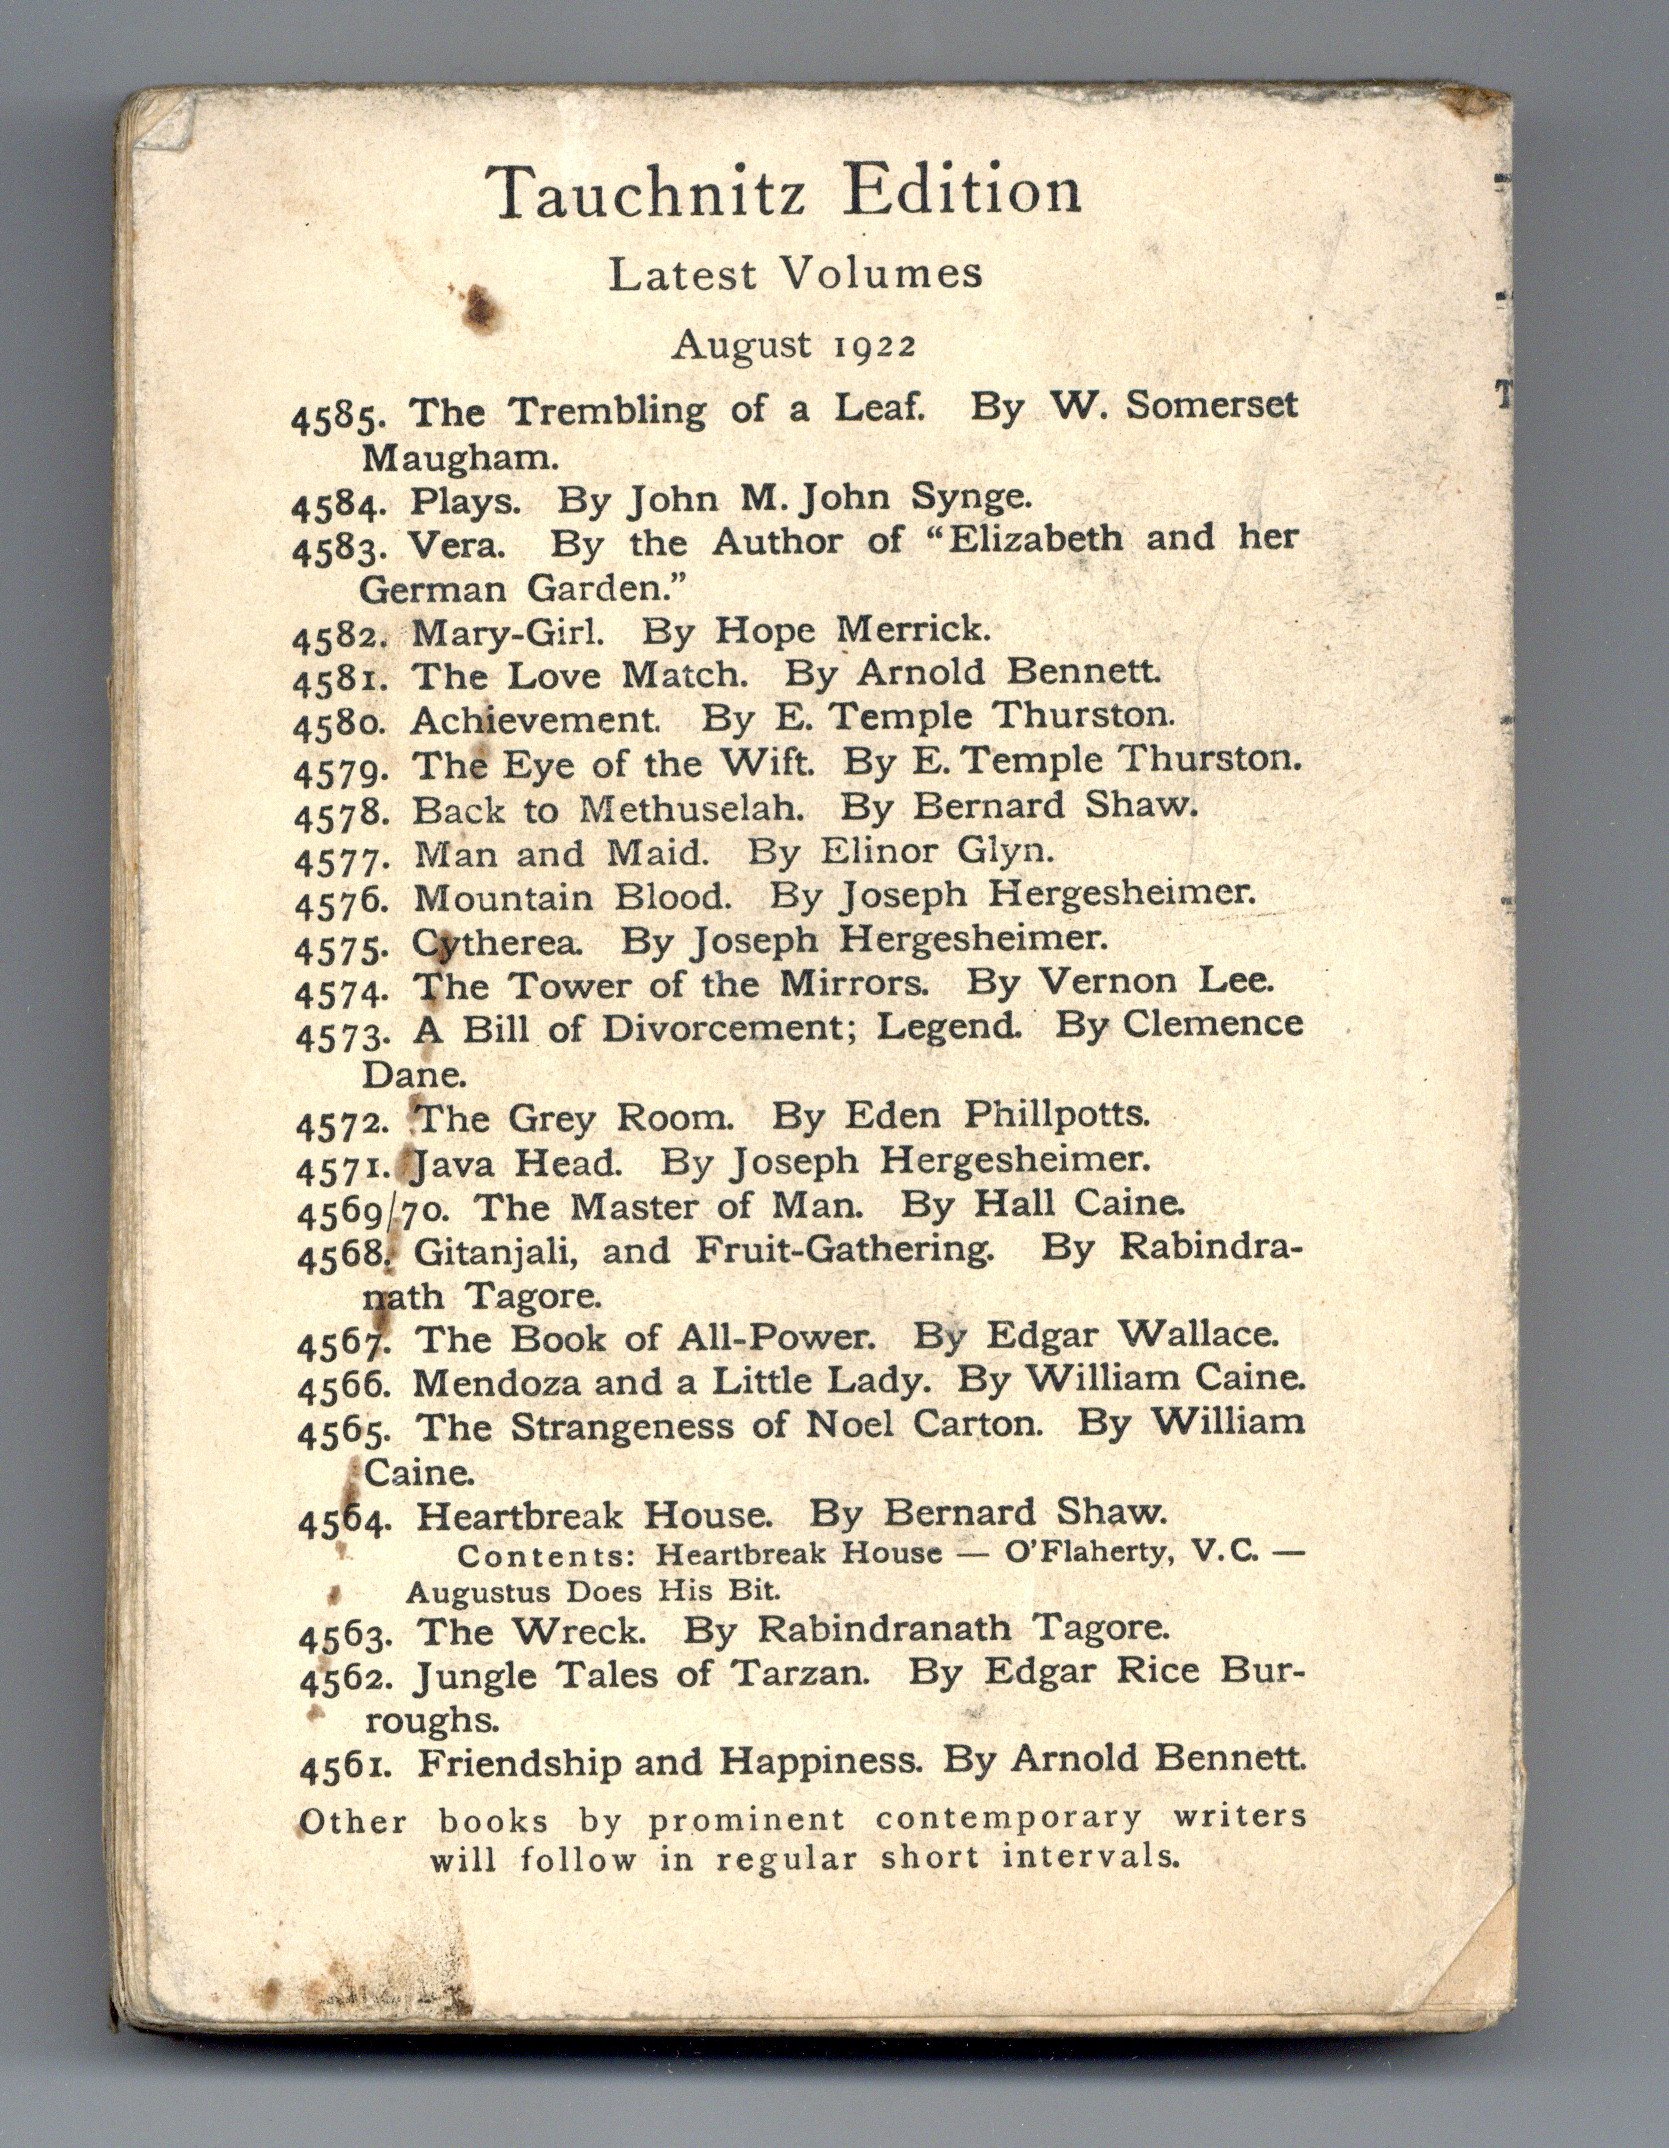 Tauchnitz Edition
Latest Volumes
August 1922
4585. The Trembling of a Leaf. By W. Somerset
Maugham.
4584. Plays. By John M. John Synge.
4583. Vera. By the Author of “Elizabeth and her
German Garden.”
4582. Mary-Girl. By Hope Merrick.
4581. The Love Match. By Arnold Bennett.
4580. Achievement. By E. Temple Thurston.
4579. The Eye of the Wift. By E. Temple Thurston.
4578. Back to Methuselah. By Bernard Shaw.
4577. Man and Maid. By Elinor Glyn.
4576. Mountain Blood. By Joseph Hergesheimer.
4575. Cytherea. By Joseph Hergesheimer.
4574. The Tower of the Mirrors. By Vernon Lee.
4573. A Bill of Divorcement; Legend. By Clemence
Dane.
4572. The Grey Room. By Eden Phillpotts.
4571. Java Head. By Joseph Hergesheimer.
4569/70. The Master of Man. By Hall Caine.
4568. Gitanjali, and Fruit-Gathering. By Rabindra-
nath Tagore.
4567. The Book of All-Power. By Edgar Wallace.
4566. Mendoza and a Little Lady. By William Caine.
4565. The Strangeness of Noel Carton. By William
Caine.
4564. Heartbreak House. By Bernard Shaw.
Contents: Heartbreak House — O’Flaherty, V.C. —
Augustus Does His Bit.
4563. The Wreck. By Rabindranath Tagore.
4562. Jungle Tales of Tarzan. By Edgar Rice Bur-
roughs.
4561. Friendship and Happiness. By Arnold Bennett.
Other books by prominent contemporary writers
will follow in regular short intervals.